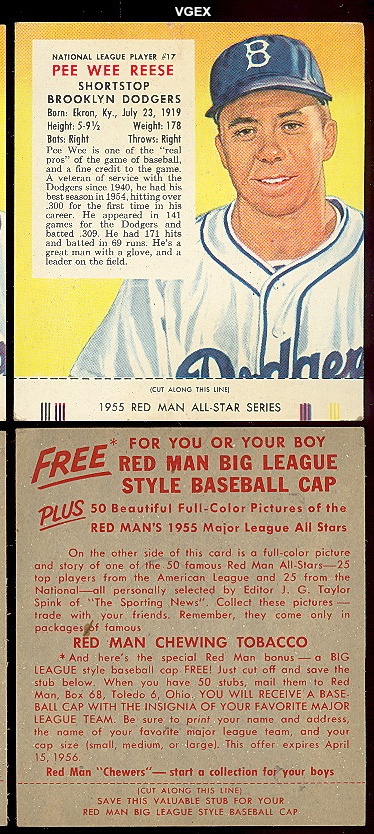 VGEX
NATIONAL LEAGUE PLAYER #17
PEE WEE REESE
SHORTSTOP
BROOKLYN DODGERS
Born: Ekron, Ky., July 23, 1919
Height: 5-9½ Weight: 178
Bats: Right Throws: Right
Pee Wee is one of the "real
pros" of the game of baseball,
and a fine credit to the game.
A veteran of service with the
Dodgers since 1940, he had his
best season in 1954, hitting over
.300 for the first time in his
career. He appeared in 141
games for the Dodgers and
batted .309. He had 171 hits
and batted in 69 runs. He's a
great man with a glove, and a
leader on the field.
B
Dodgers
(CUT ALONG THIS LINE)
1955 RED MAN ALL-STAR SERIES
FREE* FOR YOU OR YOUR BOY
RED MAN BIG LEAGUE
STYLE BASEBALL CAP
PLUS 50 Beautiful Full-Color Pictures of the
RED MAN'S 1955 Major League All Stars
On the other side of this card is a full-color picture
and story of one of the 50 famous Red Man All-Stars—25
top players from the American League and 25 from the
National—all personally selected by Editor J. G. Taylor
Spink of "The Sporting News". Collect these pictures—
trade with your friends. Remember, they come only in
packages of famous
RED MAN CHEWING TOBACCO
*And here's the special Red Man bonus—a BIG
LEAGUE style baseball cap FREE! Just cut off and save the
stub below. When you have 50 stubs, mail them to Red
Man, Box 68, Toledo 6, Ohio. YOU WILL RECEIVE A BASE-
BALL CAP WITH THE INSIGNIA OF YOUR FAVORITE MAJOR
LEAGUE TEAM. Be sure to print your name and address,
the name of your favorite major league team, and your
cap size (small, medium, or large). This offer expires April
15, 1956.
Red Man "Chewers"—start a collection for your boys
(CUT ALONG THIS LINE)
SAVE THIS VALUABLE STUB FOR YOUR
RED MAN BIG LEAGUE STYLE BASEBALL CAP